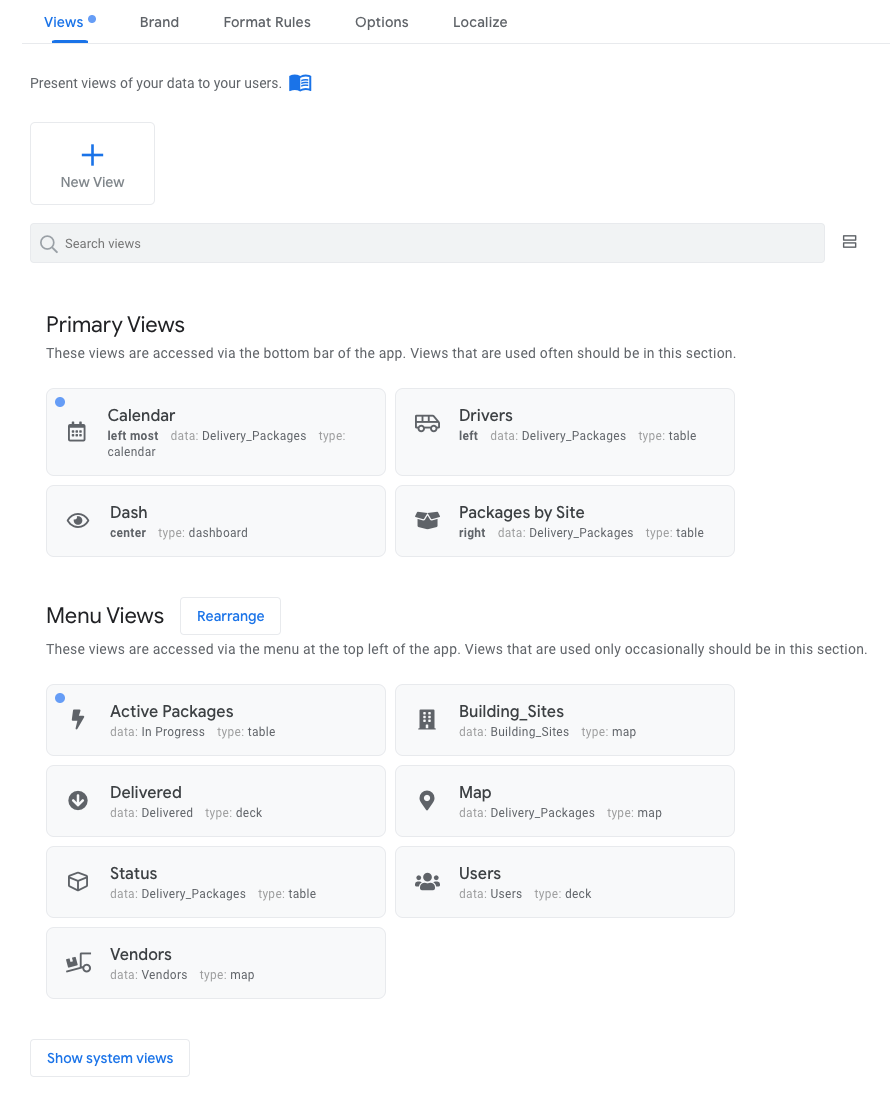 Views Brand Format Rules Options Localize
Present views of your data to your users.
New View
Search views
Primary Views
These views are accessed via the bottom bar of the app. Views that are used often should be in this section.
Calendar
left most data: Delivery_Packages type:
calendar
Drivers
left data: Delivery_Packages type: table
Dash
center type: dashboard
Packages by Site
right data: Delivery_Packages type: table
Menu Views Rearrange
These views are accessed via the menu at the top left of the app. Views that are used only occasionally should be in this section.
Active Packages
data: In Progress type: table
Building_Sites
data: Building_Sites type: map
Delivered
data: Delivered type: deck
Map
data: Delivery_Packages type: map
Status
data: Delivery_Packages type: table
Users
data: Users type: deck
Vendors
data: Vendors type: map
Show system views